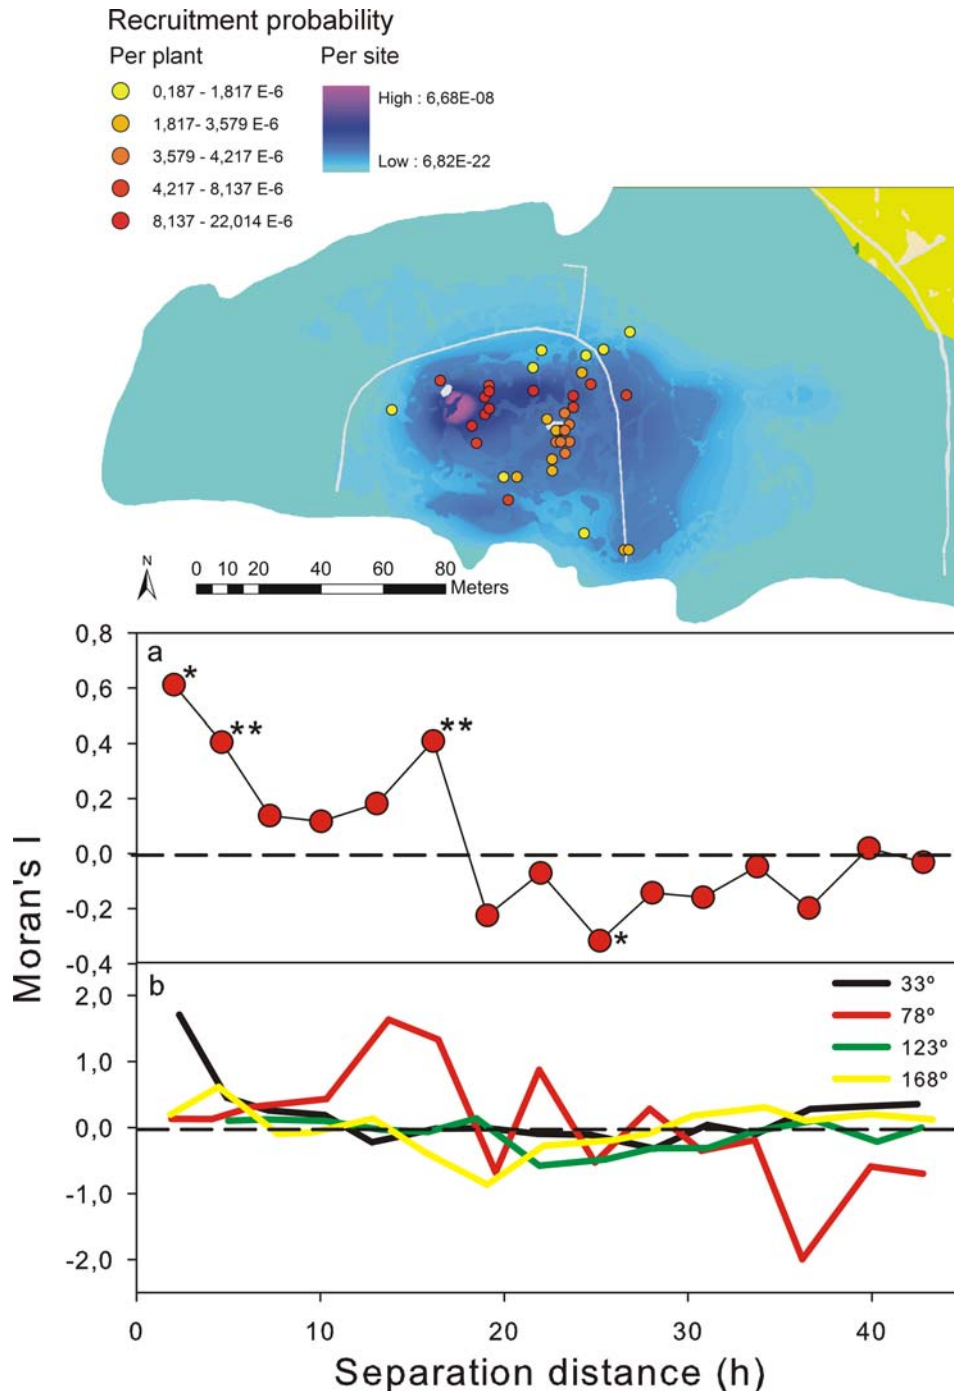 Recruitment probability
Per plant
Per site
0,187 - 1,817 E-6
1,817- 3,579 E-6
3,579 - 4,217 E-6
4,217 - 8,137 E-6
8,137 - 22,014 E-6
High : 6,68E-08
Low : 6,82E-22
N
0 10 20 40 60 80
Meters
a
0,8
0,6
0,4
0,2
0,0
-0,2
-0,4
*
**
**
*
Moran's I
b
2,0
1,0
0,0
-1,0
-2,0
33º
78º
123º
168º
0 10 20 30 40
Separation distance (h)